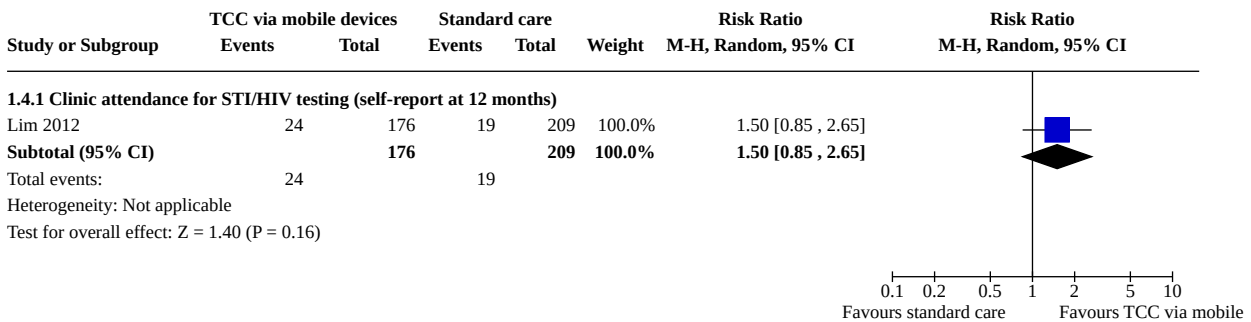 TCC via mobile devices Standard care Risk Ratio Risk Ratio
Study or Subgroup Events Total Events Total Weight M-H, Random, 95% CI M-H, Random, 95% CI
1.4.1 Clinic attendance for STI/HIV testing (self-report at 12 months)
Lim 2012 24 176 19 209 100.0% 1.50 [0.85 , 2.65]
Subtotal (95% CI) 176 209 100.0% 1.50 [0.85 , 2.65]
Total events: 24 19
Heterogeneity: Not applicable
Test for overall effect: Z = 1.40 (P = 0.16)
0.1 0.2 0.5 1 2 5 10
Favours standard care Favours TCC via mobile